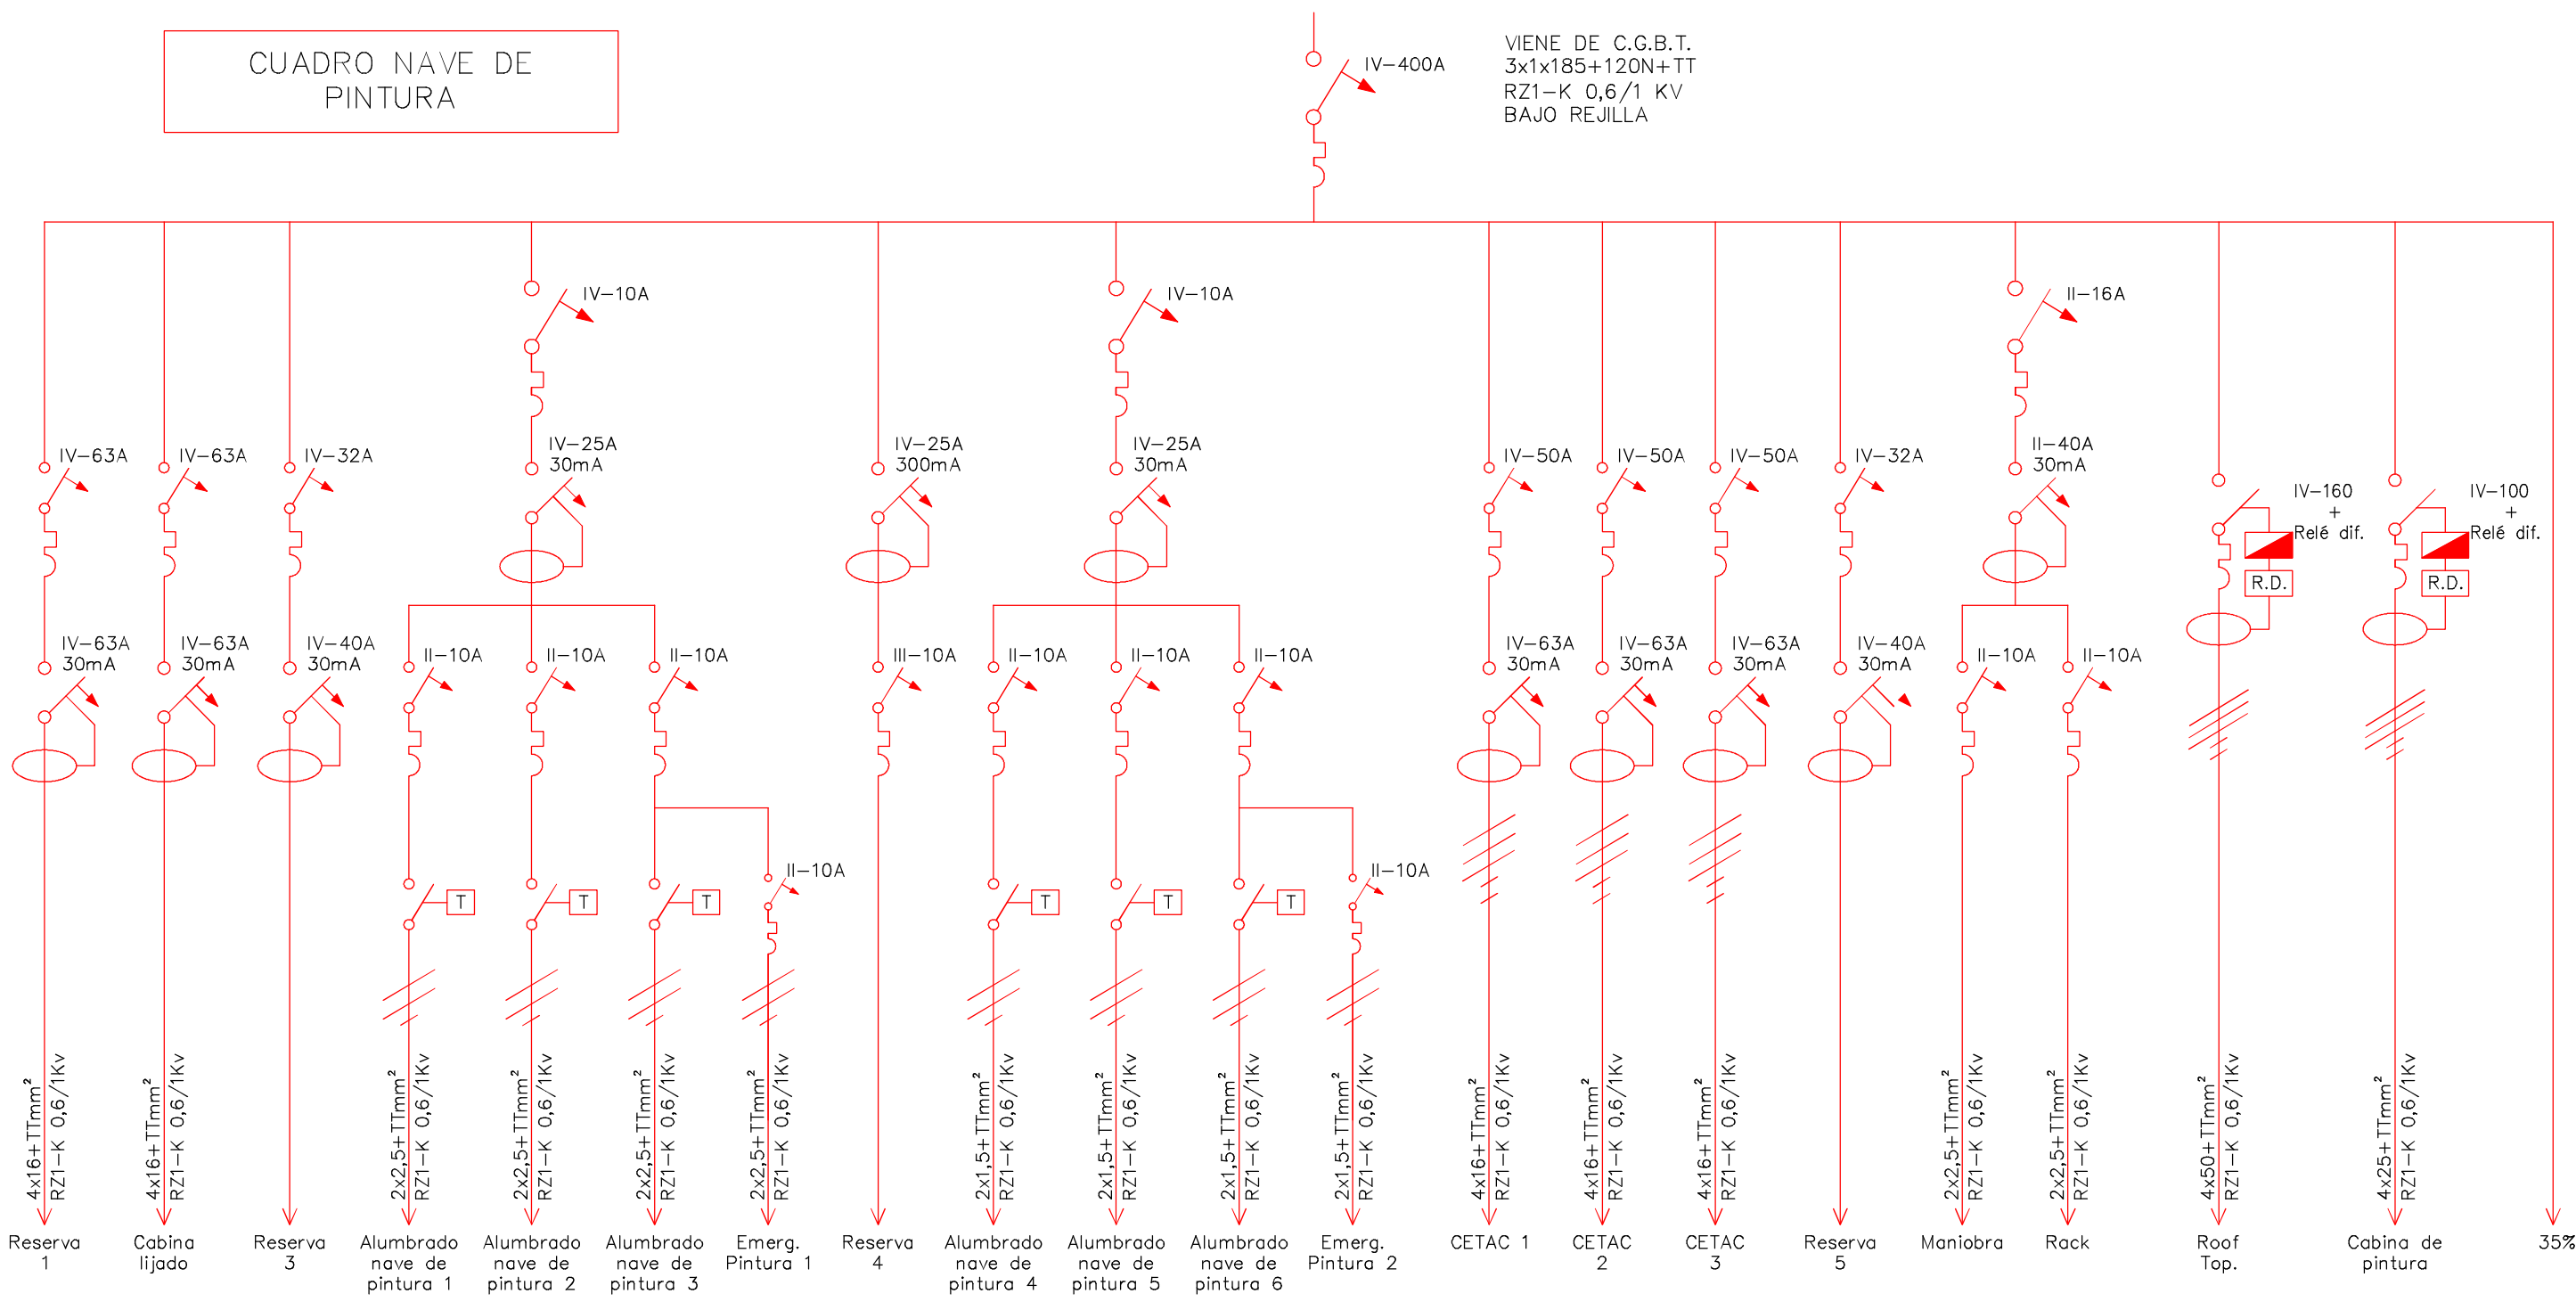 CUADRO NAVE DE
PINTURA
IV-400A
VIENE DE C.G.B.T.
3x1x185+120N+TT
RZ1-K 0,6/1 KV
BAJO REJILLA
IV-10A
IV-10A
II-16A
IV-63A
IV-63A
IV-32A
IV-25A
30mA
IV-25A
300mA
IV-25A
30mA
IV-50A
IV-50A
IV-50A
IV-32A
II-40A
30mA
IV-160
+
Relé dif.
R.D.
IV-100
+
Relé dif.
R.D.
IV-63A
30mA
IV-63A
30mA
IV-40A
30mA
II-10A
II-10A
II-10A
III-10A
II-10A
II-10A
II-10A
IV-63A
30mA
IV-63A
30mA
IV-63A
30mA
IV-40A
30mA
II-10A
II-10A
T
T
T
II-10A
T
T
T
II-10A
4x16+TTmm²
RZ1-K 0,6/1Kv
4x16+TTmm²
RZ1-K 0,6/1Kv
2x2,5+TTmm²
RZ1-K 0,6/1Kv
2x2,5+TTmm²
RZ1-K 0,6/1Kv
2x2,5+TTmm²
RZ1-K 0,6/1Kv
2x2,5+TTmm²
RZ1-K 0,6/1Kv
2x1,5+TTmm²
RZ1-K 0,6/1Kv
2x1,5+TTmm²
RZ1-K 0,6/1Kv
2x1,5+TTmm²
RZ1-K 0,6/1Kv
2x1,5+TTmm²
RZ1-K 0,6/1Kv
4x16+TTmm²
RZ1-K 0,6/1Kv
4x16+TTmm²
RZ1-K 0,6/1Kv
4x16+TTmm²
RZ1-K 0,6/1Kv
2x2,5+TTmm²
RZ1-K 0,6/1Kv
2x2,5+TTmm²
RZ1-K 0,6/1Kv
4x50+TTmm²
RZ1-K 0,6/1Kv
4x25+TTmm²
RZ1-K 0,6/1Kv
Reserva
1
Cabina
lijado
Reserva
3
Alumbrado
nave de
pintura 1
Alumbrado
nave de
pintura 2
Alumbrado
nave de
pintura 3
Emerg.
Pintura 1
Reserva
4
Alumbrado
nave de
pintura 4
Alumbrado
nave de
pintura 5
Alumbrado
nave de
pintura 6
Emerg.
Pintura 2
CETAC 1
CETAC
2
CETAC
3
Reserva
5
Maniobra
Rack
Roof
Top.
Cabina de
pintura
35%